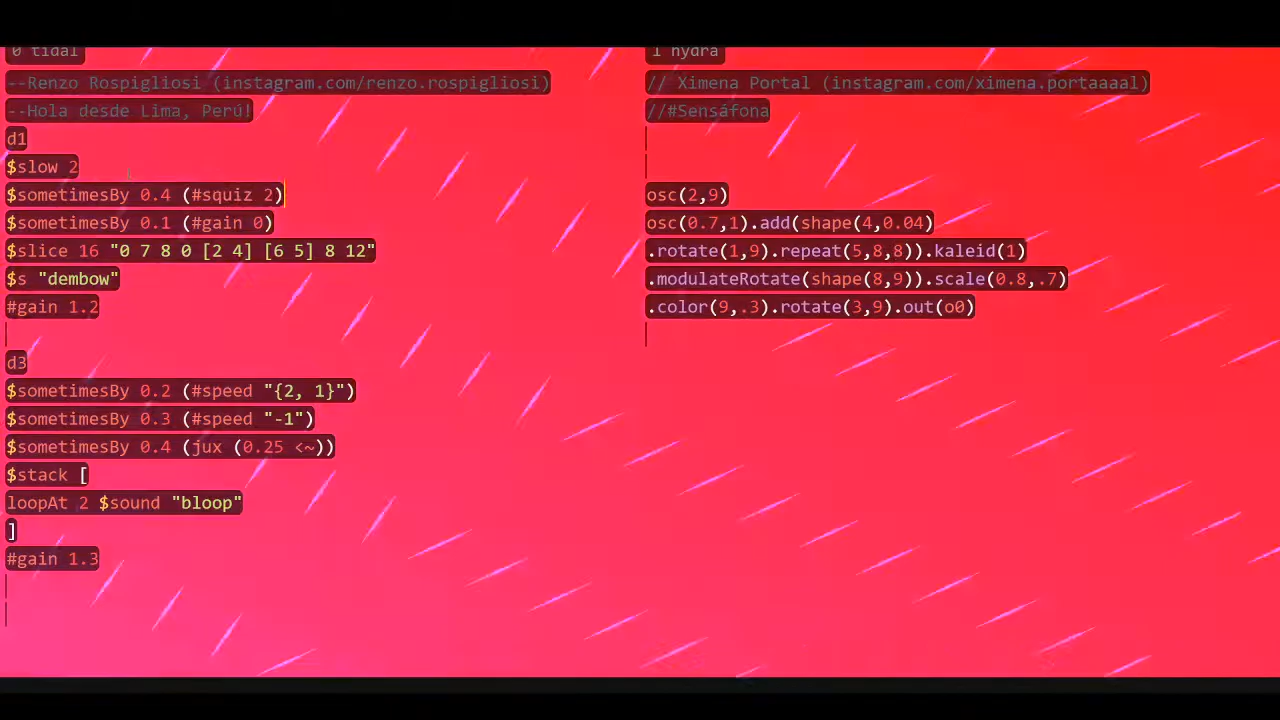 0 tidal
--Renzo Rospigliosi (instagram.com/renzo.rospigliosi)
--Hola desde Lima, Perú!
d1
$slow 2
$sometimesBy 0.4 (#squiz 2)
$sometimesBy 0.1 (#gain 0)
$slice 16 "0 7 8 0 [2 4] [6 5] 8 12"
$s "dembow"
#gain 1.2
d3
$sometimesBy 0.2 (#speed "{2, 1}")
$sometimesBy 0.3 (#speed "-1")
$sometimesBy 0.4 (jux (0.25 <~))
$stack [
loopAt 2 $sound "bloop"
]
#gain 1.3
1 hydra
// Ximena Portal (instagram.com/ximena.portaaaal)
//#Sensáfona
osc(2,9)
osc(0.7,1).add(shape(4,0.04)
.rotate(1,9).repeat(5,8,8)).kaleid(1)
.modulateRotate(shape(8,9)).scale(0.8,.7)
.color(9,.3).rotate(3,9).out(o0)